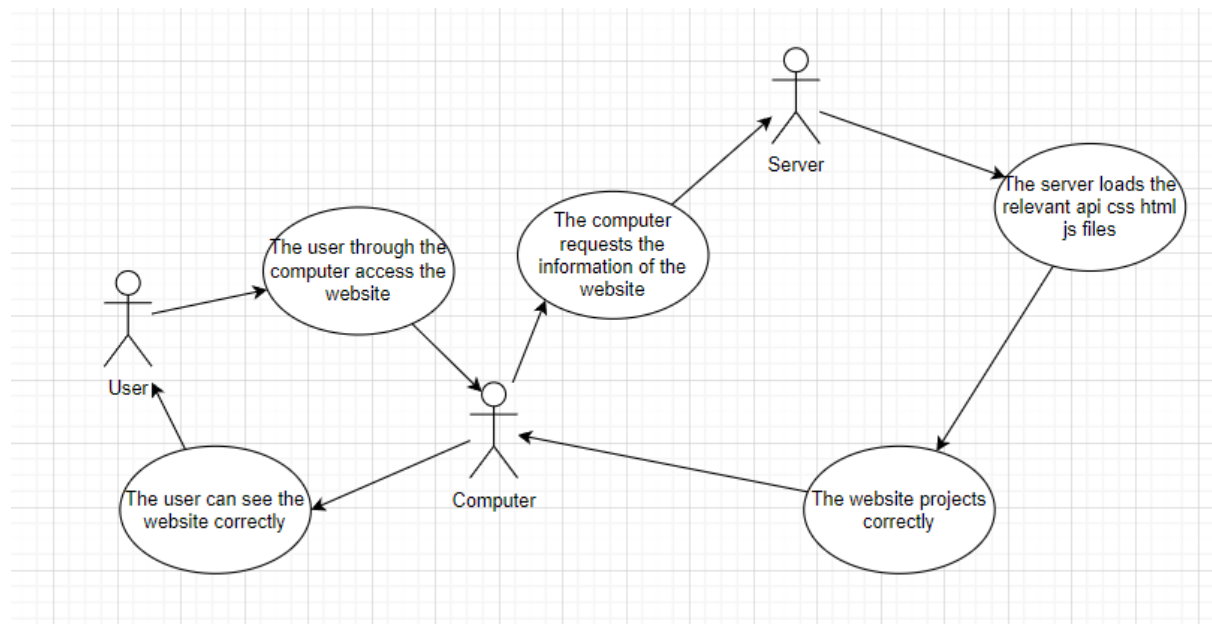 Server
The server loads the
relevant api css html
js files
The computer
requests the
information of the
website
The user through the
computer access the
website
User
Computer
The user can see the
website correctly
The website projects
correctly